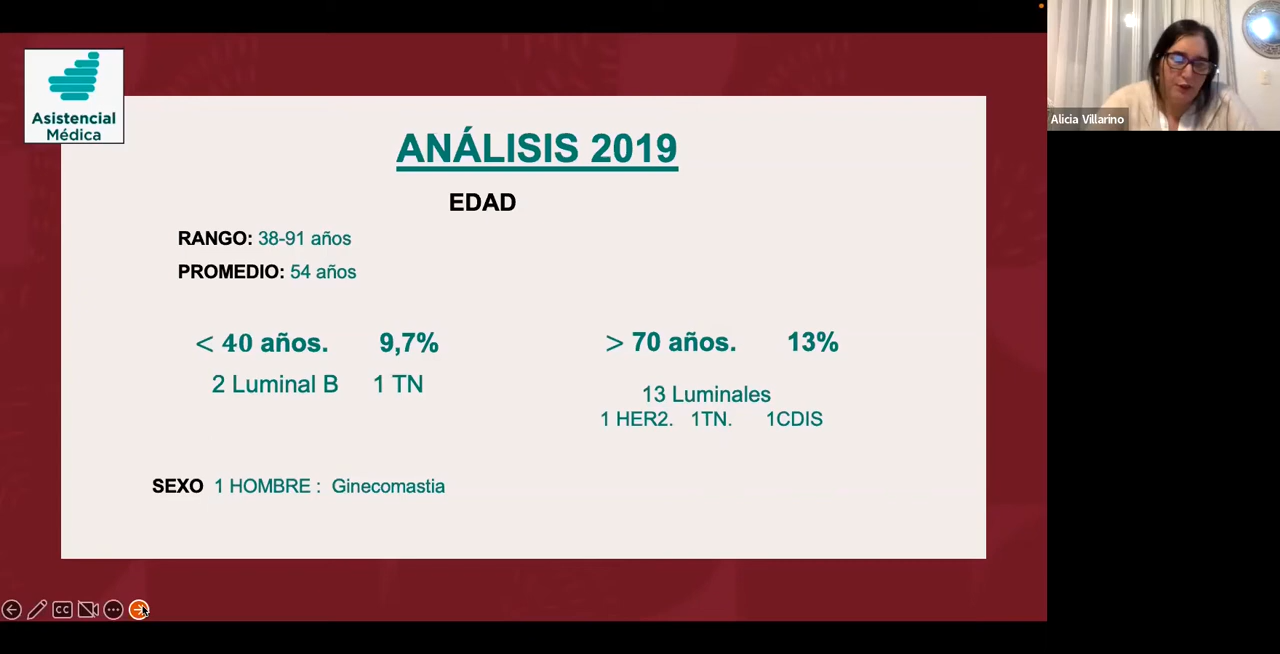 Asistencial
Médica
ANÁLISIS 2019
EDAD
RANGO: 38-91 años
PROMEDIO: 54 años
< 40 años. 9,7%
2 Luminal B 1 TN
> 70 años. 13%
13 Luminales
1 HER2. 1TN. 1CDIS
SEXO 1 HOMBRE : Ginecomastia
Alicia Villarino
CC